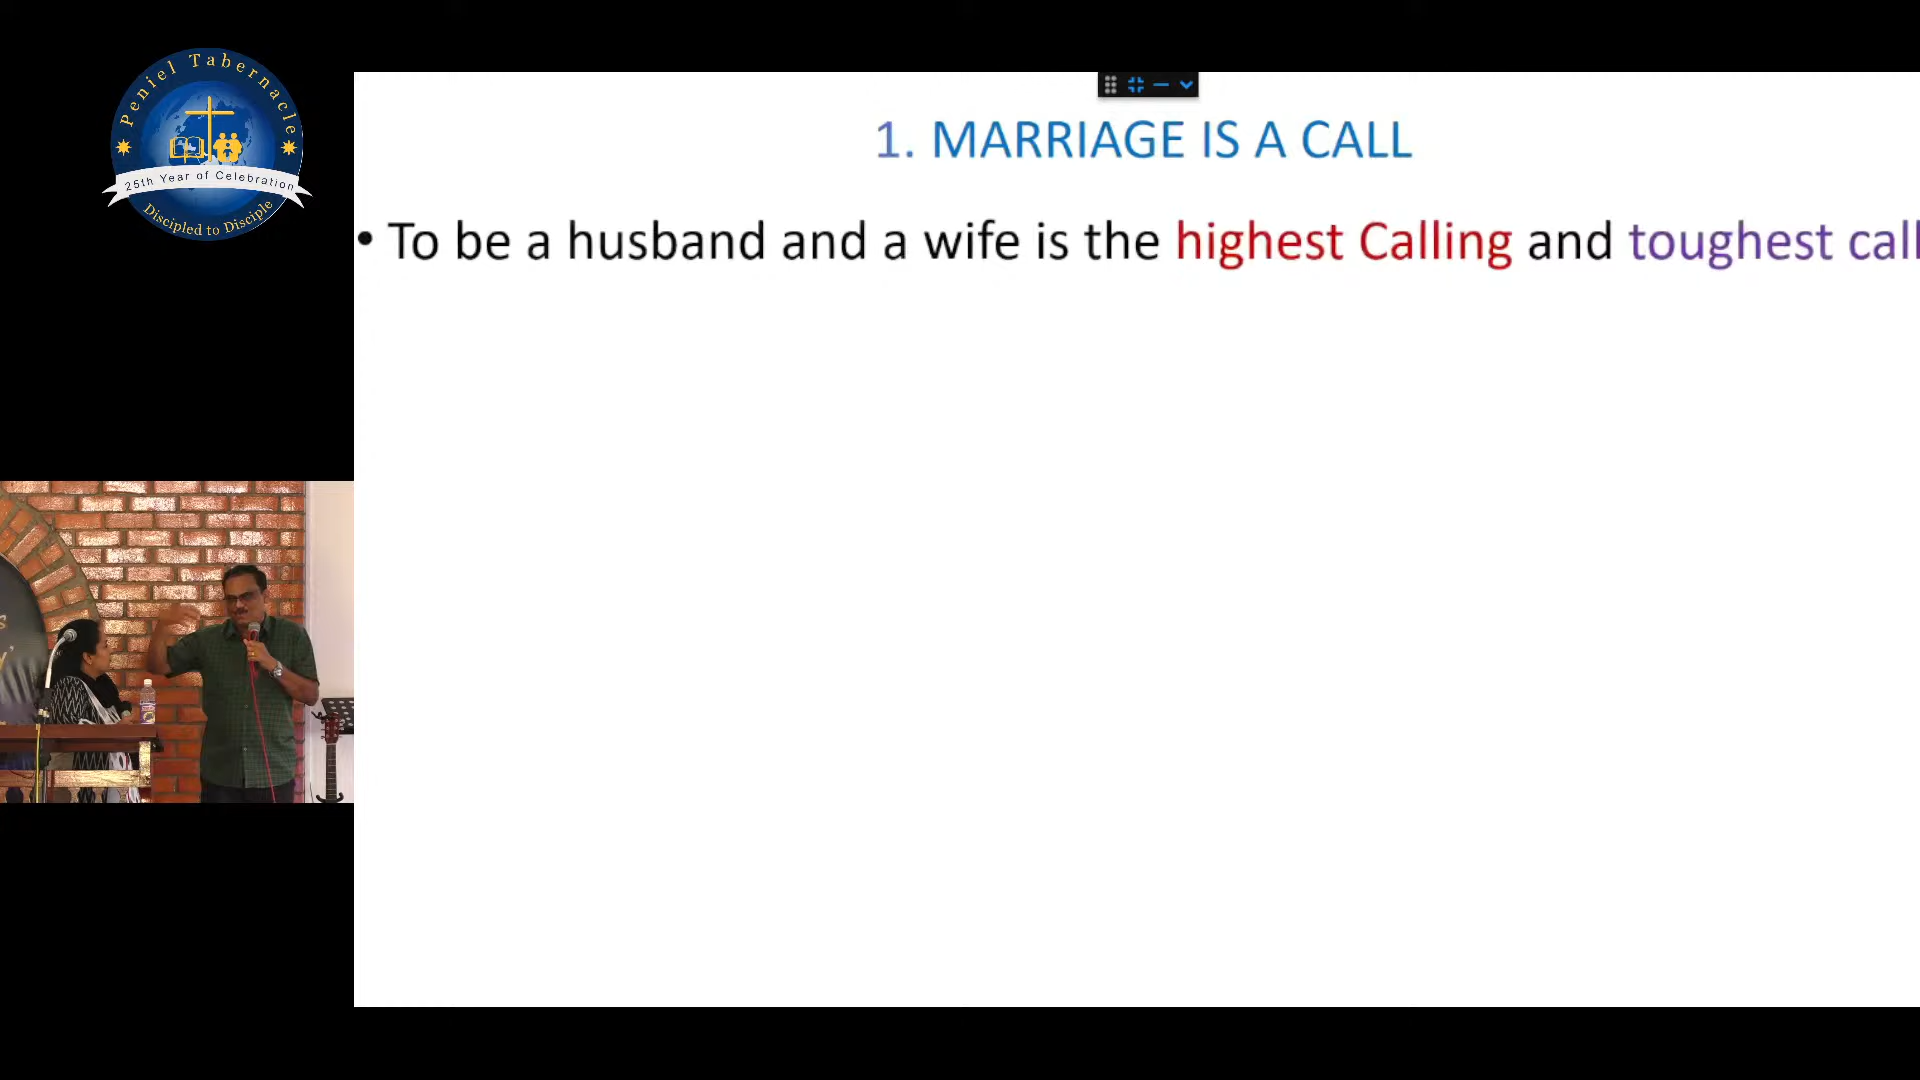 Peniel Tabernacle
25th Year of Celebration
Discipled to Disciple
1. MARRIAGE IS A CALL
• To be a husband and a wife is the highest Calling and toughest call